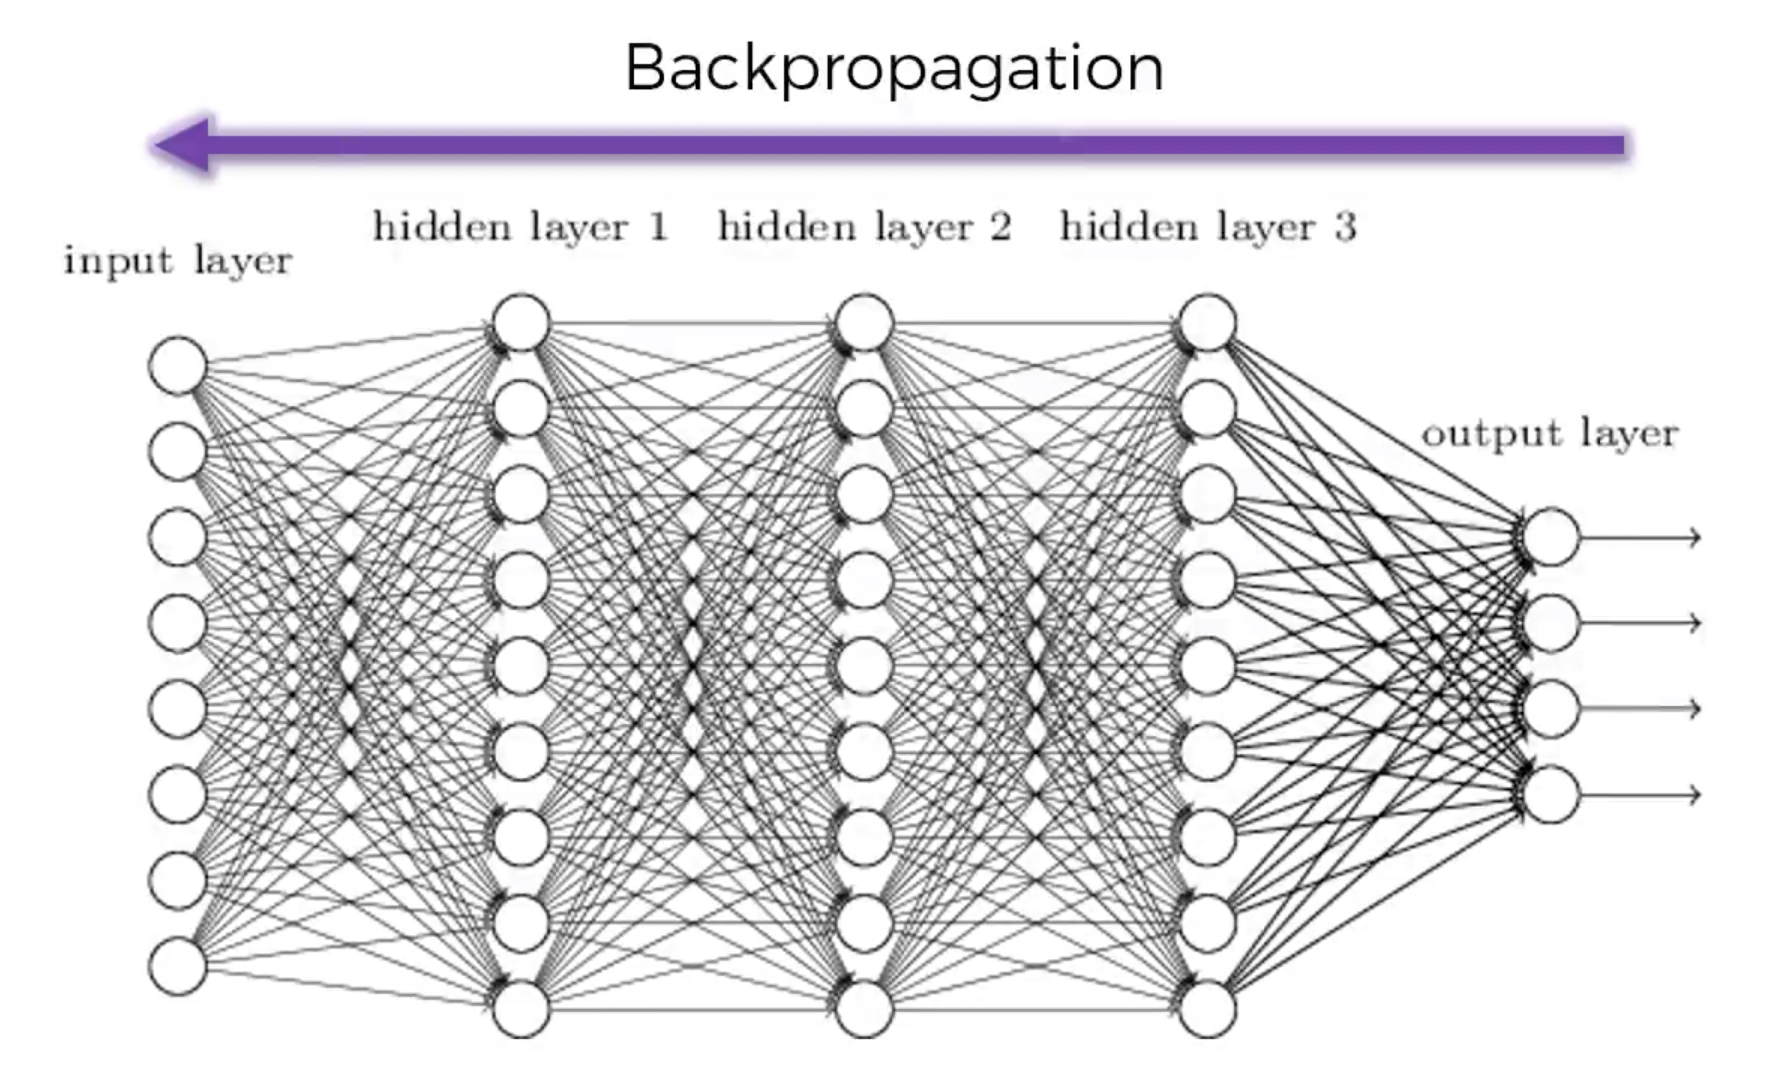 Backpropagation
hidden layer 1
hidden layer 2
hidden layer 3
input layer
output layer